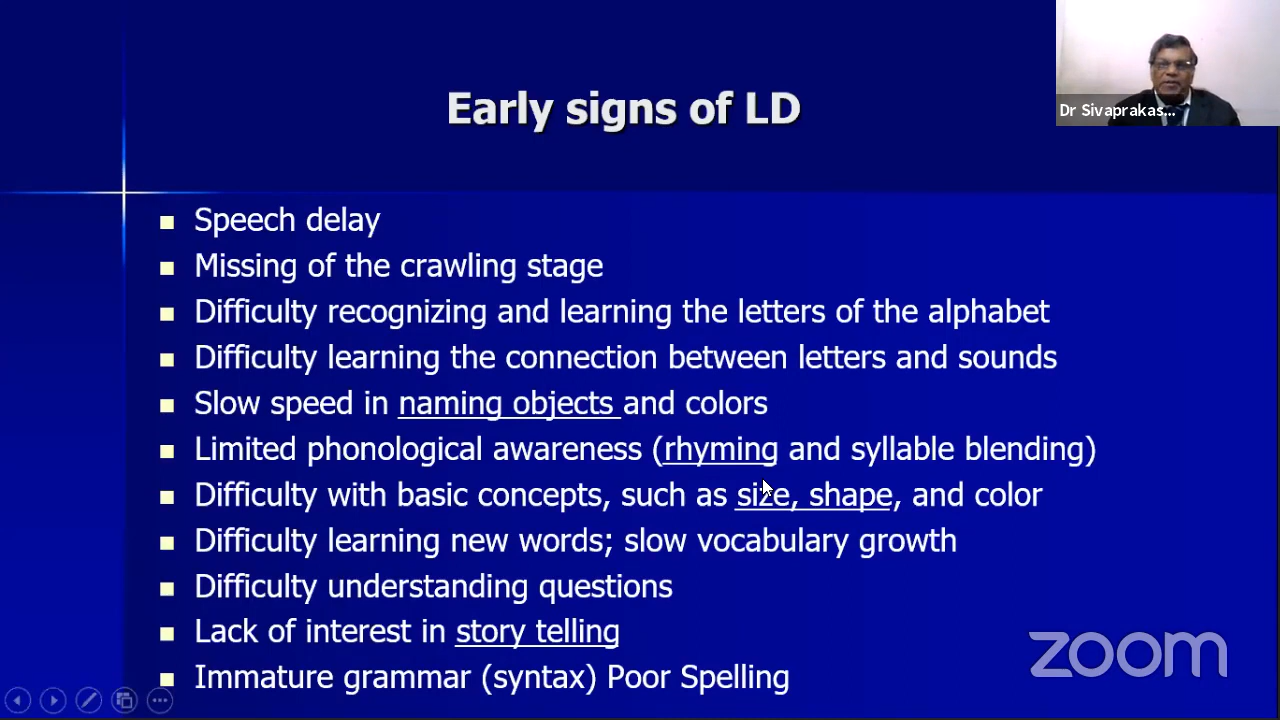 Early signs of LD
Dr Sivaprakas...
Speech delay
Missing of the crawling stage
Difficulty recognizing and learning the letters of the alphabet
Difficulty learning the connection between letters and sounds
Slow speed in naming objects and colors
Limited phonological awareness (rhyming and syllable blending)
Difficulty with basic concepts, such as size, shape, and color
Difficulty learning new words; slow vocabulary growth
Difficulty understanding questions
Lack of interest in story telling
Immature grammar (syntax) Poor Spelling
zoom